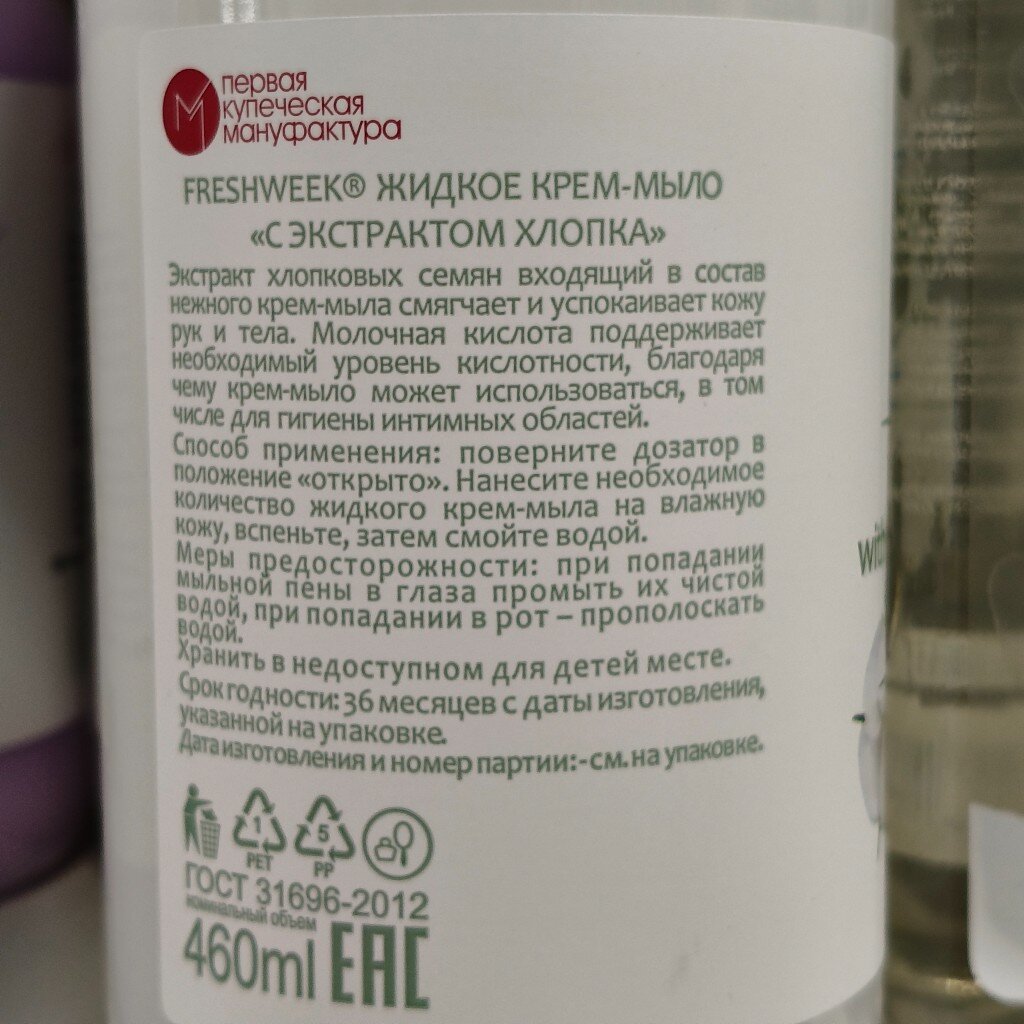 первая
купеческая
мануфактура
FRESHWEEK® ЖИДКОЕ КРЕМ-МЫЛО
«С ЭКСТРАКТОМ ХЛОПКА»
Экстракт хлопковых семян входящий в состав
нежного крем-мыла смягчает и успокаивает кожу
рук и тела. Молочная кислота поддерживает
необходимый уровень кислотности, благодаря
чему крем-мыло может использоваться, в том
числе для гигиены интимных областей.
Способ применения: поверните дозатор в
положение «открыто». Нанесите необходимое
количество жидкого крем-мыла на влажную
кожу, вспеньте, затем смойте водой.
Меры предосторожности: при попадании
мыльной пены в глаза промыть их чистой
водой, при попадании в рот – прополоскать
водой.
Хранить в недоступном для детей месте.
Срок годности: 36 месяцев с даты изготовления,
указанной на упаковке.
Дата изготовления и номер партии: - см. на упаковке.
1 5
PET PP
ГОСТ 31696-2012
номинальный объем
460ml EAC
with